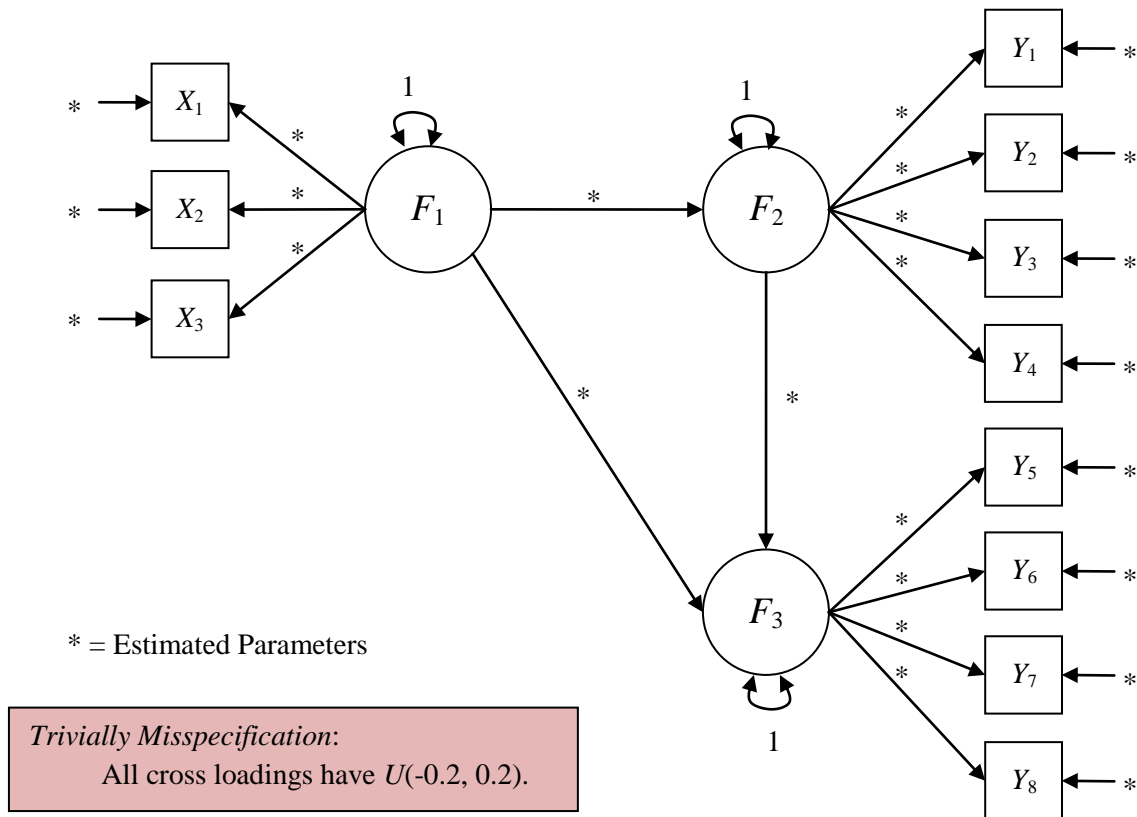 1
1
Y1
*
*
X1
*
*
Y2
*
*
X2
*
F1
*
F2
*
Y3
*
*
X3
*
*
Y4
*
*
*
Y5
*
*
Y6
*
*
F3
*
Y7
*
* = Estimated Parameters
*
1
Y8
*
Trivially Misspecification:
All cross loadings have U(-0.2, 0.2).